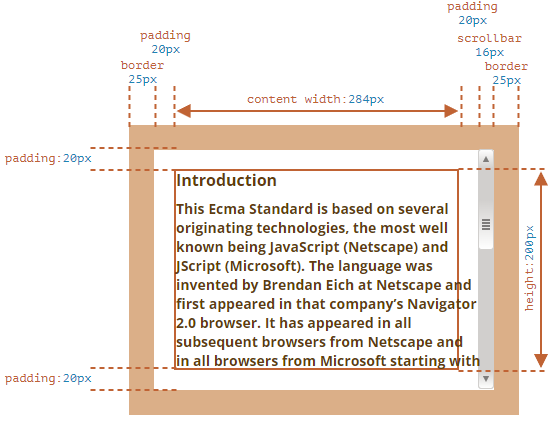 padding
20px
padding
20px
scrollbar
16px
border
25px
border
25px
content width:284px
padding:20px
Introduction
This Ecma Standard is based on several
originating technologies, the most well
known being JavaScript (Netscape) and
JScript (Microsoft). The language was
invented by Brendan Eich at Netscape and
first appeared in that company’s Navigator
2.0 browser. It has appeared in all
subsequent browsers from Netscape and
in all browsers from Microsoft starting with
height:200px
padding:20px